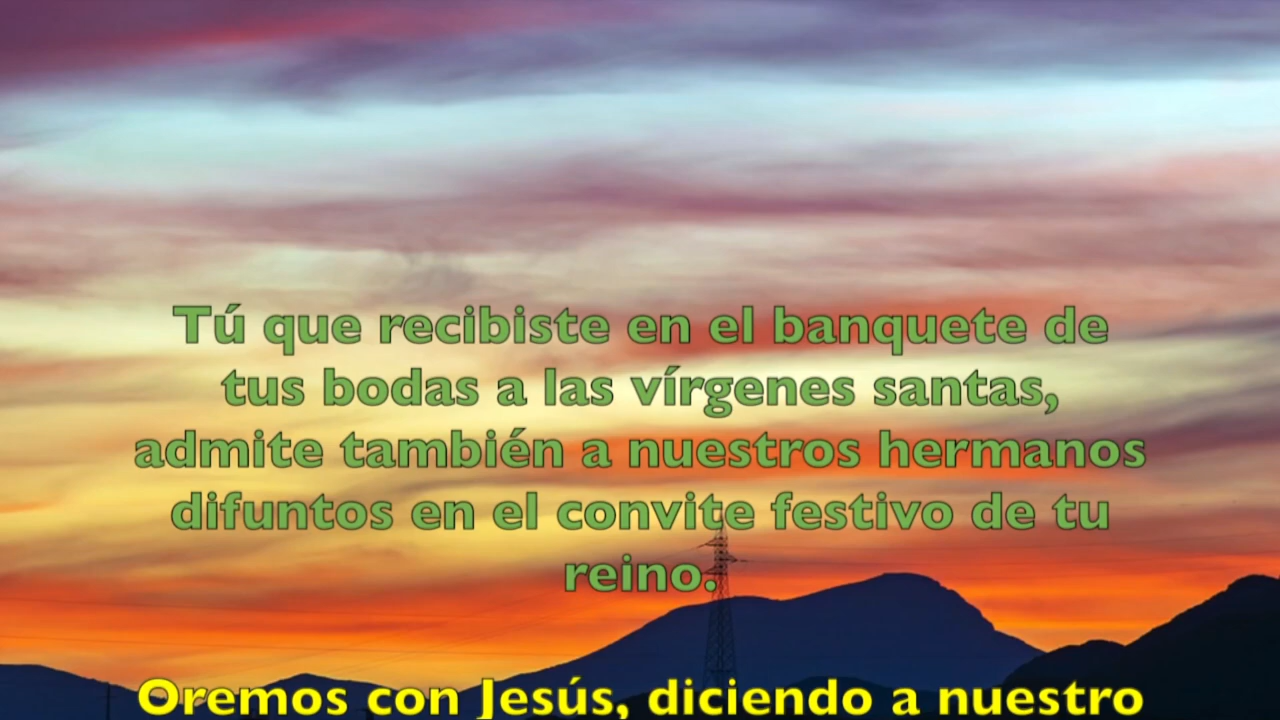 Tú que recibiste en el banquete de
tus bodas a las vírgenes santas,
admite también a nuestros hermanos
difuntos en el convite festivo de tu
reino.
Oremos con Jesús, diciendo a nuestro